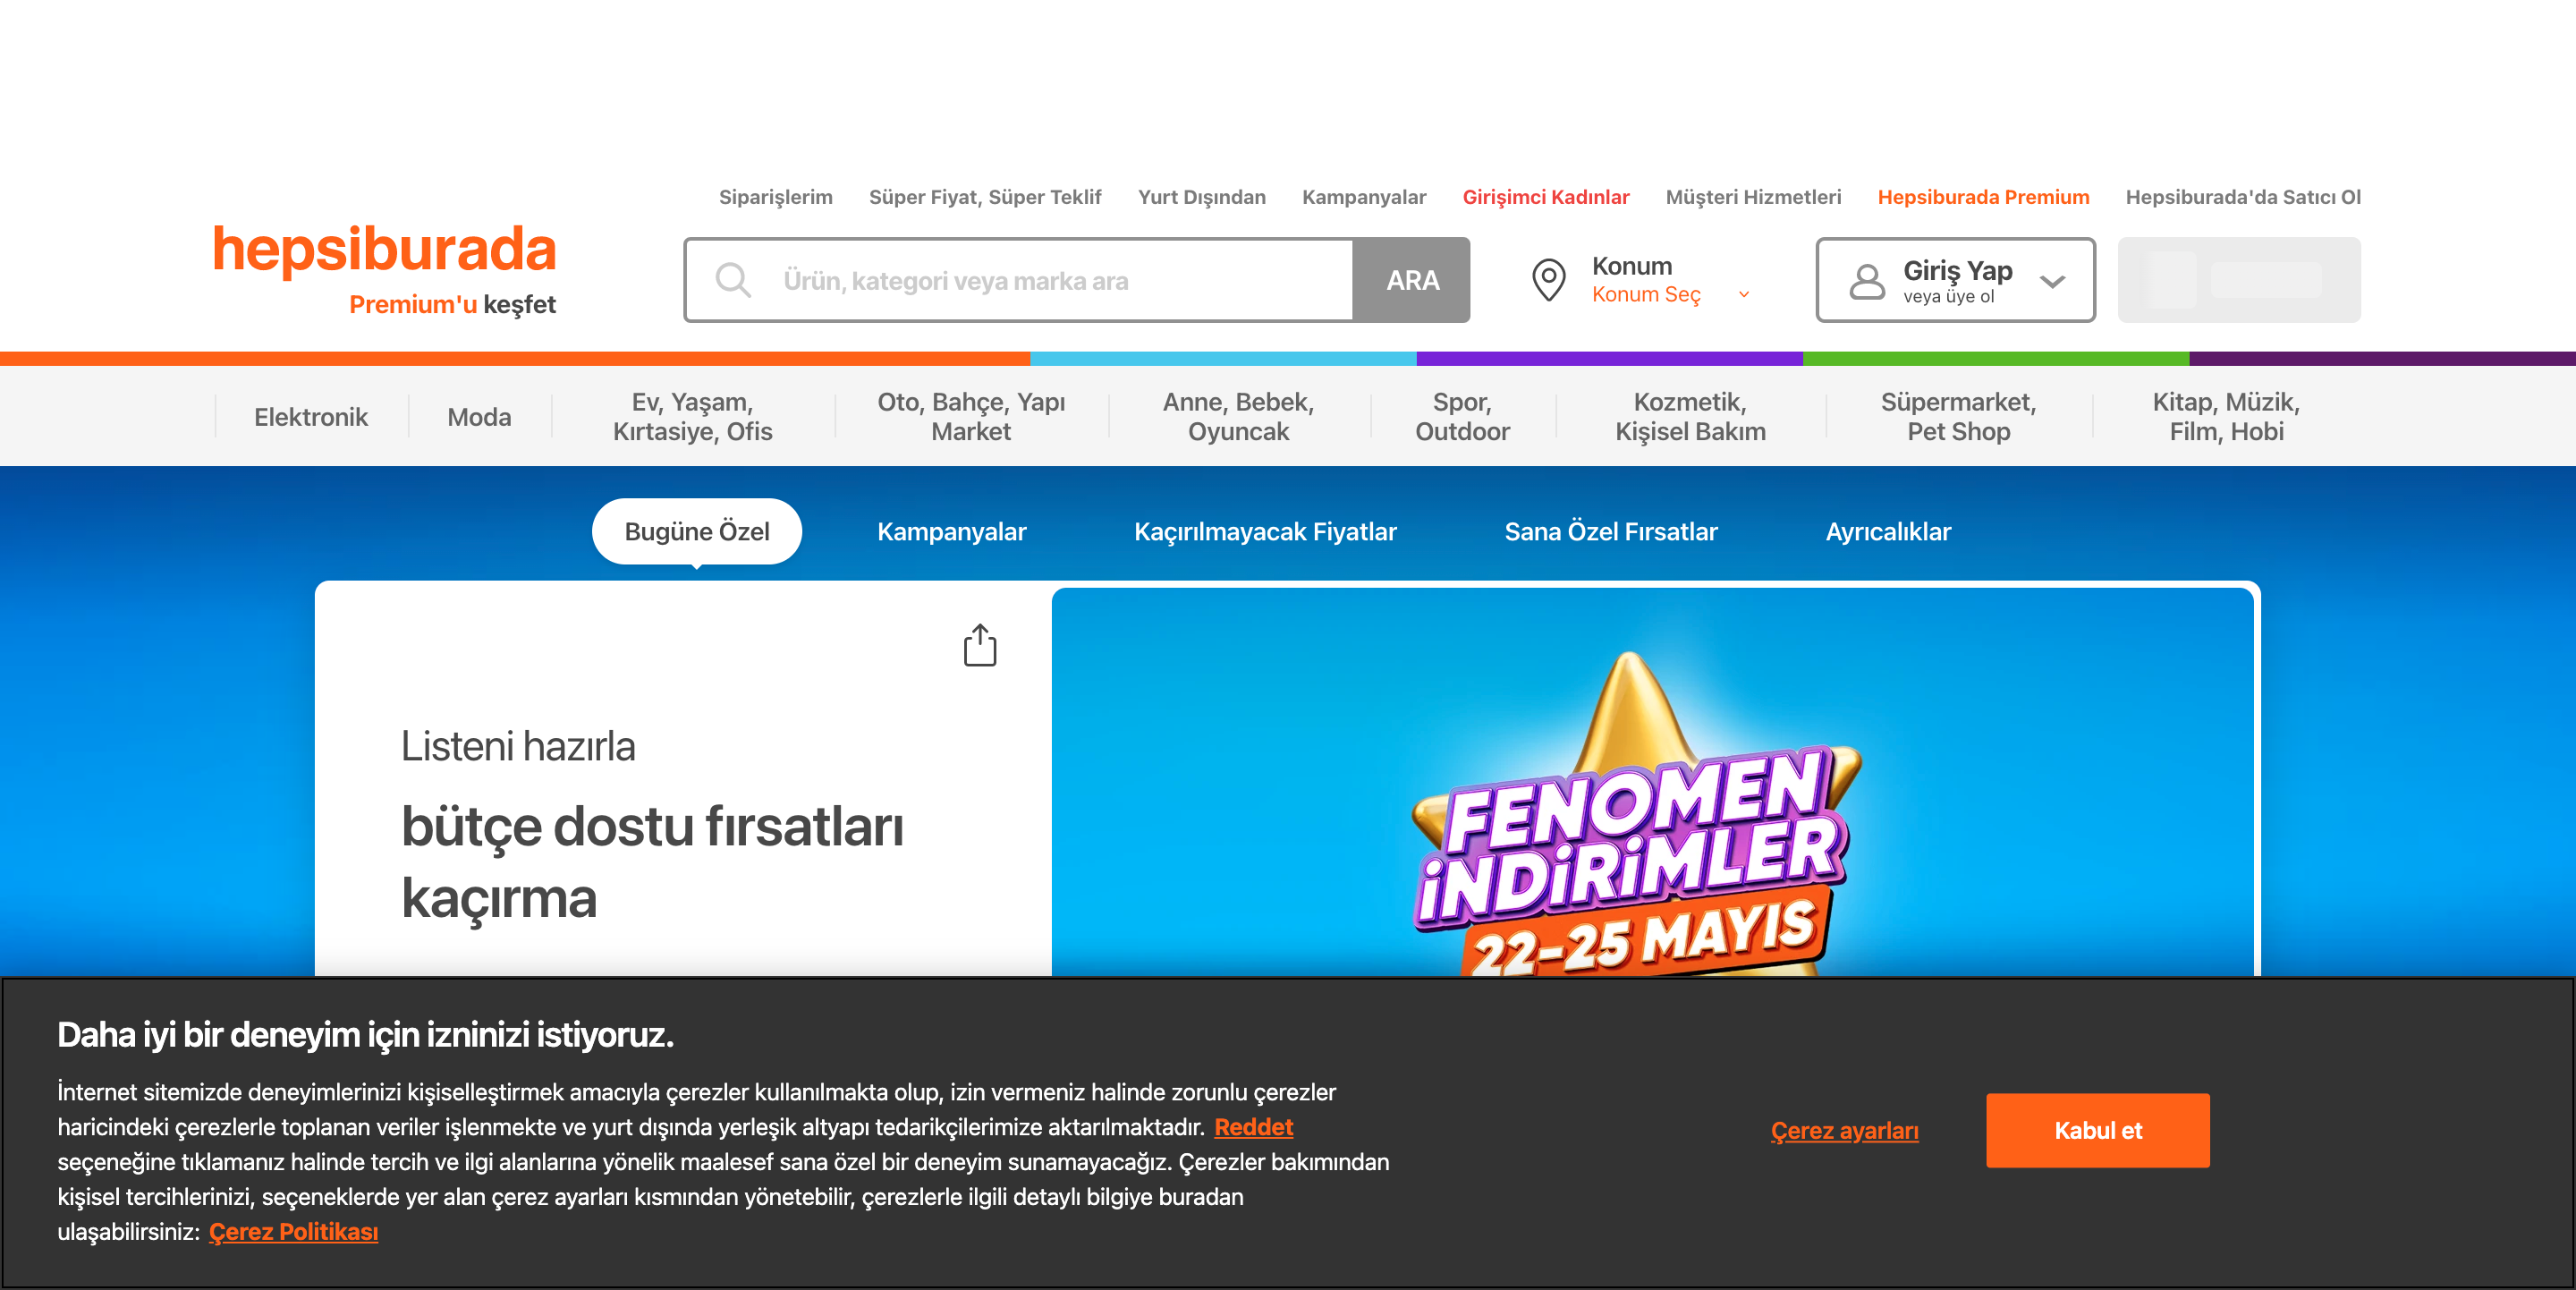 Siparişlerim
Süper Fiyat, Süper Teklif
Yurt Dışından
Kampanyalar
Girişimci Kadınlar
Müşteri Hizmetleri
Hepsiburada Premium
Hepsiburada'da Satıcı Ol
hepsiburada
Premium'u keşfet
Ürün, kategori veya marka ara
ARA
Konum
Konum Seç
Giriş Yap
veya üye ol
Elektronik
Moda
Ev, Yaşam,
Kırtasiye, Ofis
Oto, Bahçe, Yapı
Market
Anne, Bebek,
Oyuncak
Spor,
Outdoor
Kozmetik,
Kişisel Bakım
Süpermarket,
Pet Shop
Kitap, Müzik,
Film, Hobi
Bugüne Özel
Kampanyalar
Kaçırılmayacak Fiyatlar
Sana Özel Fırsatlar
Ayrıcalıklar
Listeni hazırla
bütçe dostu fırsatları
kaçırma
FENOMEN
İNDİRİMLER
22-25 MAYIS
Daha iyi bir deneyim için izninizi istiyoruz.
İnternet sitemizde deneyimlerinizi kişiselleştirmek amacıyla çerezler kullanılmakta olup, izin vermeniz halinde zorunlu çerezler
haricindeki çerezlerle toplanan veriler işlenmekte ve yurt dışında yerleşik altyapı tedarikçilerimize aktarılmaktadır. Reddet
seçeneğine tıklamanız halinde tercih ve ilgi alanlarına yönelik maalesef sana özel bir deneyim sunamayacağız. Çerezler bakımından
kişisel tercihlerinizi, seçeneklerde yer alan çerez ayarları kısmından yönetebilir, çerezlerle ilgili detaylı bilgiye buradan
ulaşabilirsiniz: Çerez Politikası
Çerez ayarları
Kabul et